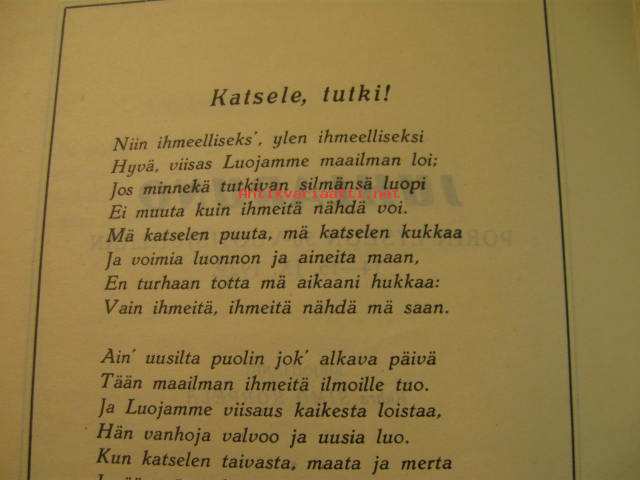 Katsele, tutki!
Niin ihmeelliseks', ylen ihmeelliseksi
Hyvä, viisas Luojamme maailman loi;
Jos minnekä tutkivan silmänsä luopi
Antikvariaatti.net
Ei muuta kuin ihmeitä nähdä voi.
Mä katselen puuta, mä katselen kukkaa
Ja voimia luonnon ja aineita maan,
En turhaan totta mä aikaani hukkaa:
Vain ihmeitä, ihmeitä nähdä mä saan.
Ain' uusilta puolin jok' alkava päivä
Tään maailman ihmeitä ilmoille tuo.
Ja Luojamme viisaus kaikesta loistaa,
Hän vanhoja valvoo ja uusia luo.
Kun katselen taivasta, maata ja merta